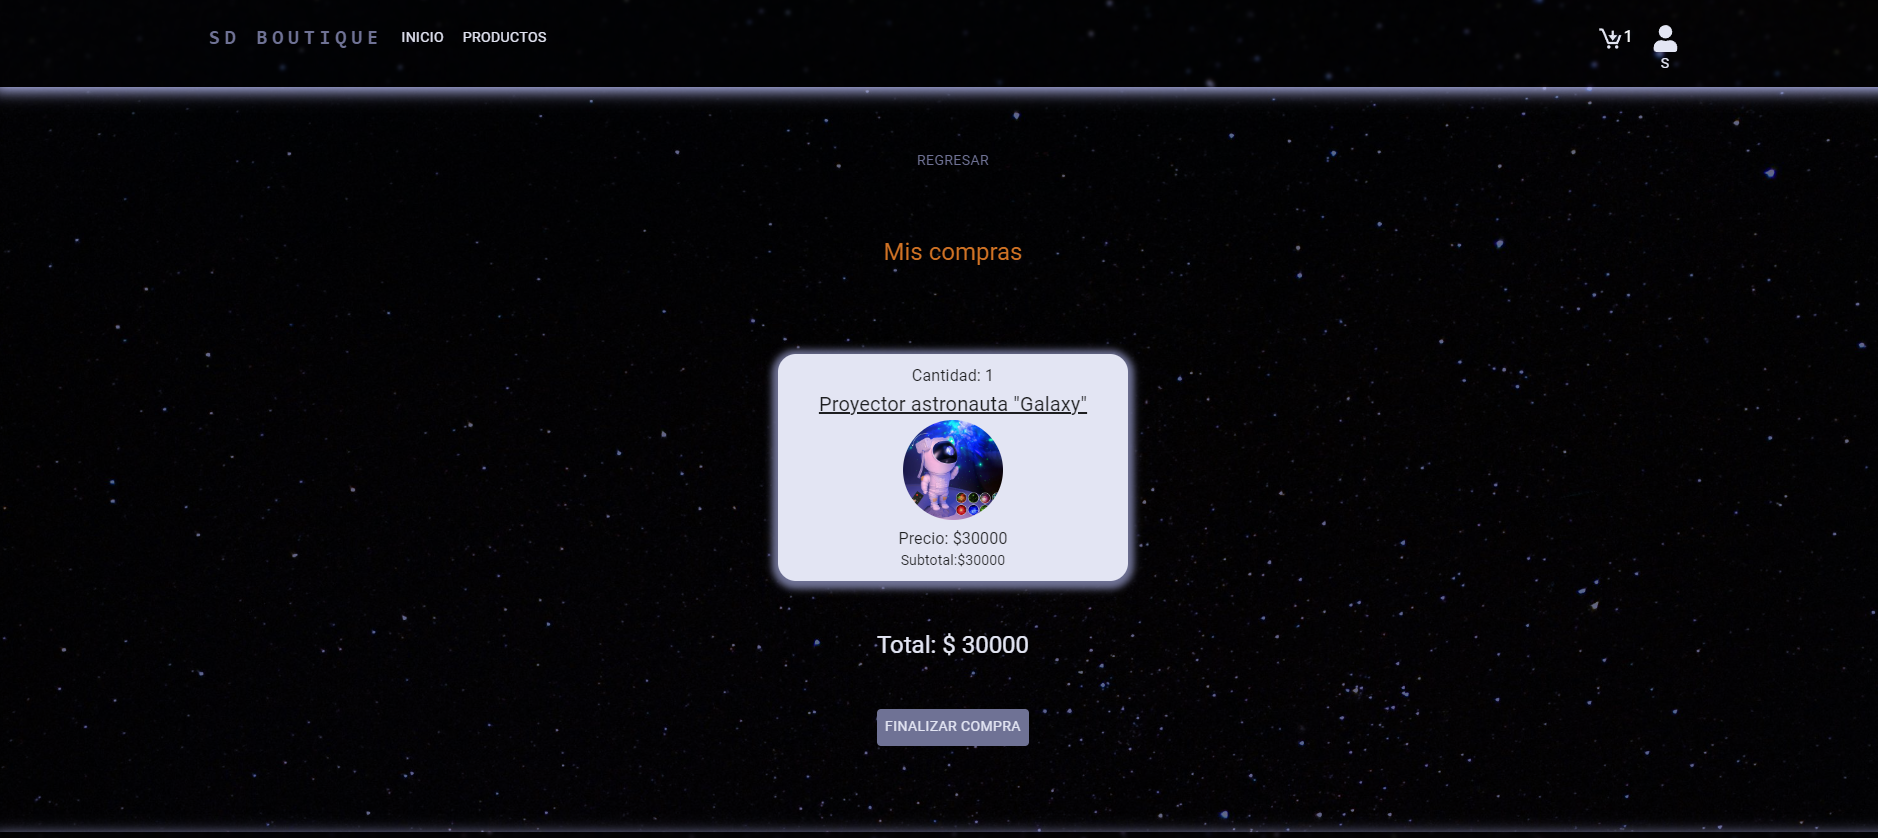 SD BOUTIQUE INICIO PRODUCTOS 1
S
REGRESAR
Mis compras
Cantidad: 1
Proyector astronauta "Galaxy"
Precio: $30000
Subtotal:$30000
Total: $ 30000
FINALIZAR COMPRA